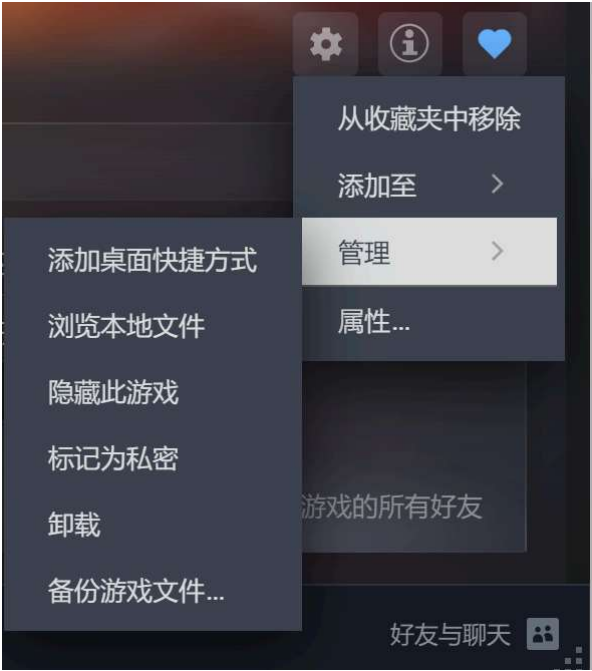 从收藏夹中移除
添加至
管理
属性...
添加桌面快捷方式
浏览本地文件
隐藏此游戏
标记为私密
卸载
备份游戏文件...
游戏的所有好友
好友与聊天